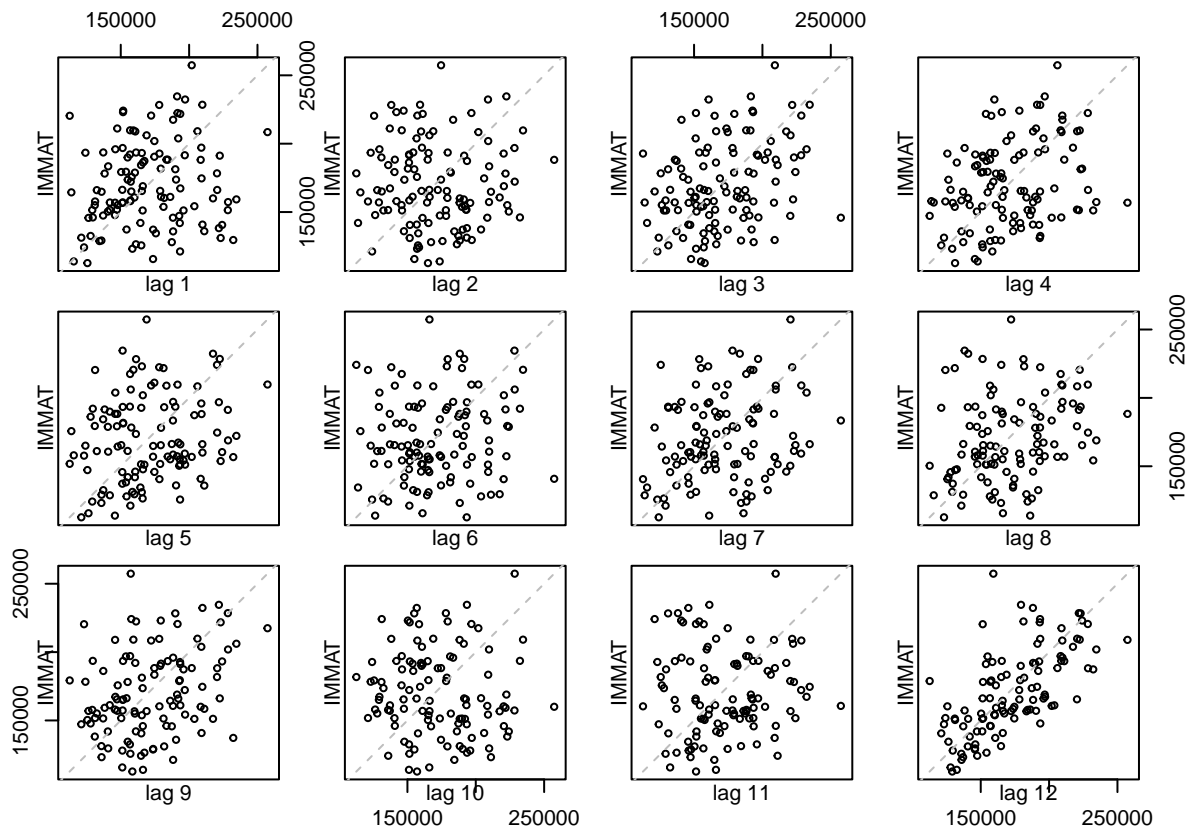 150000 250000 150000 250000
IMMAT IMMAT IMMAT IMMAT
150000 250000
lag 1 lag 2 lag 3 lag 4
IMMAT IMMAT IMMAT IMMAT
150000 250000
lag 5 lag 6 lag 7 lag 8
150000 250000
IMMAT IMMAT IMMAT IMMAT
lag 9 lag 10 lag 11 lag 12
150000 250000 150000 250000